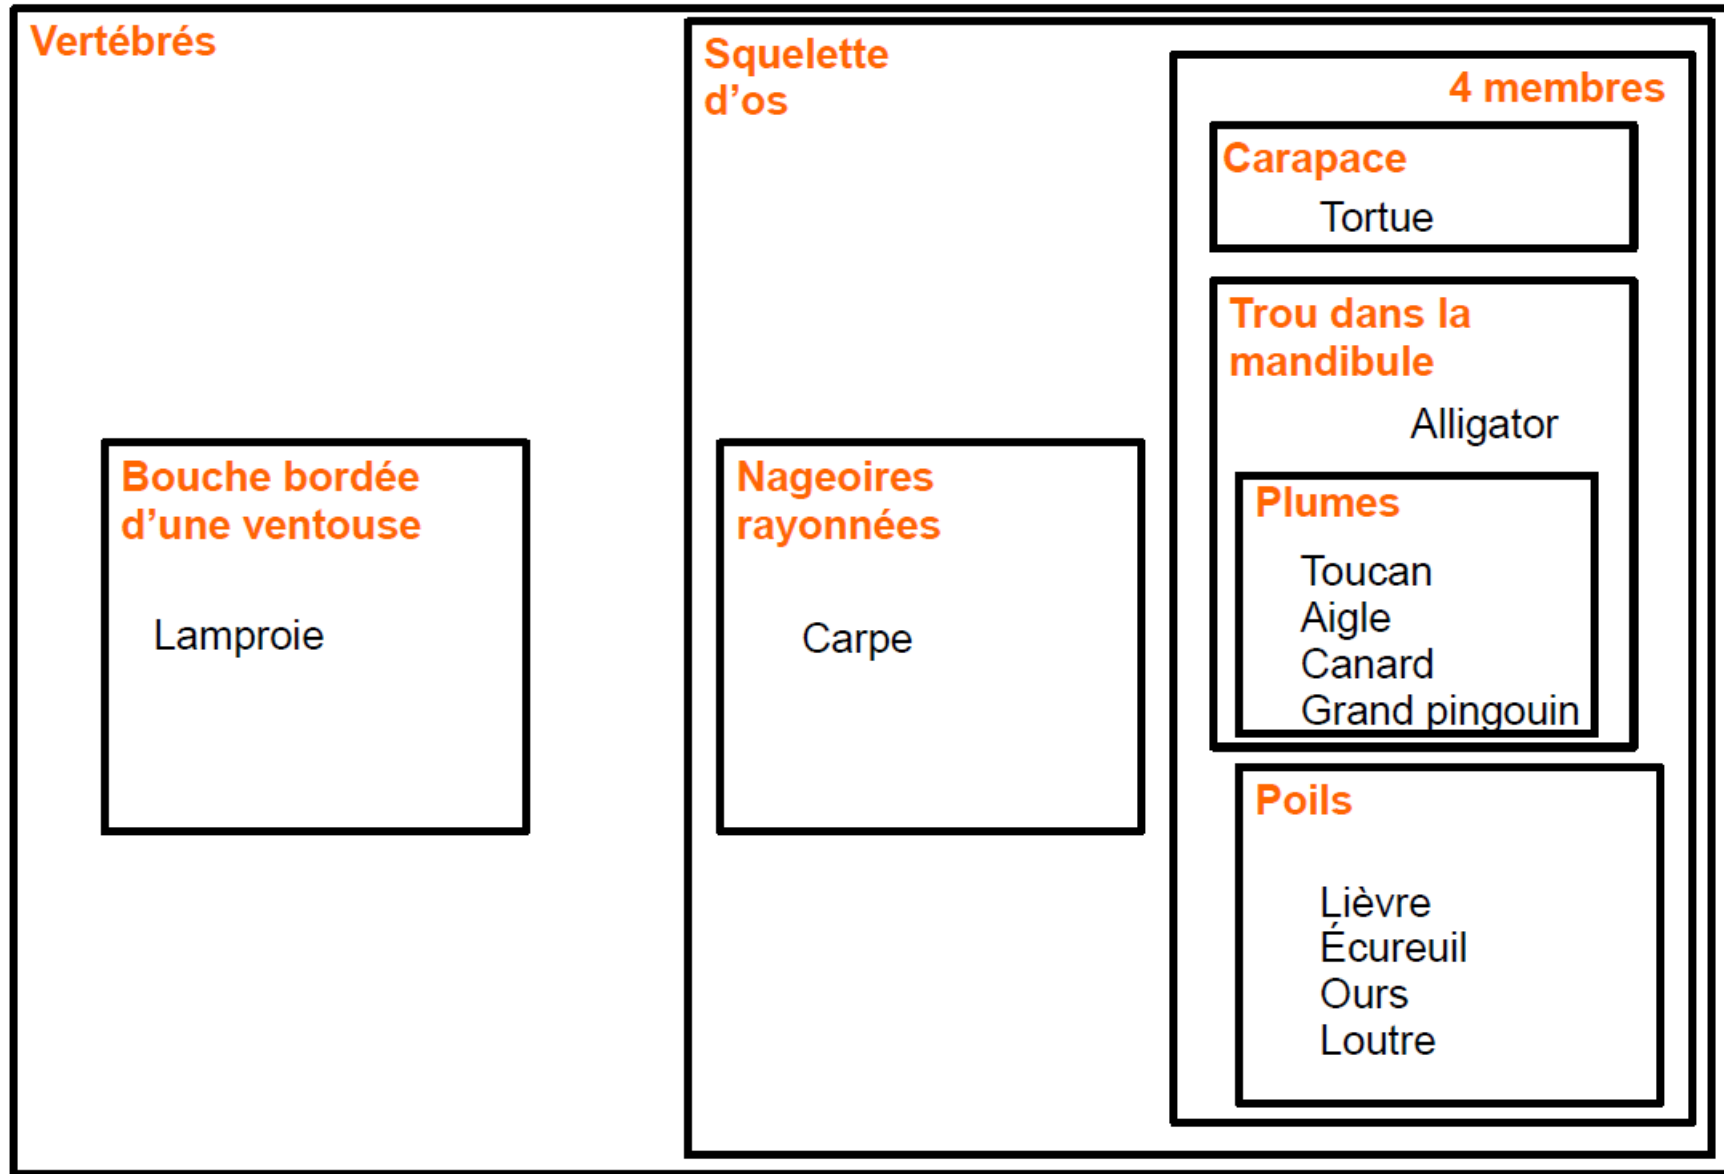 Vertébrés
Squelette
d'os
4 membres
Carapace
Tortue
Trou dans la
mandibule
Alligator
Bouche bordée
d'une ventouse
Lamproie
Nageoires
rayonnées
Carpe
Plumes
Toucan
Aigle
Canard
Grand pingouin
Poils
Lièvre
Écureuil
Ours
Loutre